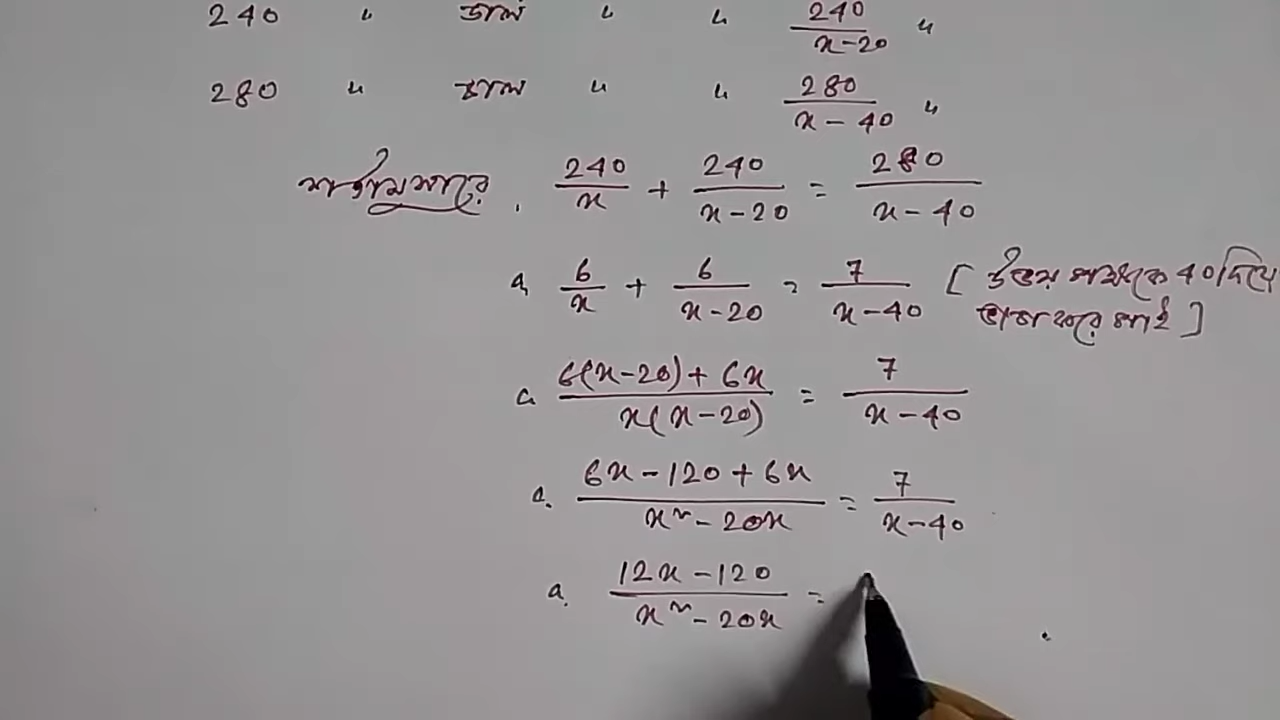 240 " ডাল " " 240/(x-20) "
280 " ডাল " " 280/(x-40) "
240/x + 240/(x-20) = 280/(x-40)
বা, 6/x + 6/(x-20) = 7/(x-40) [উভয় পক্ষকে 40 দিয়ে
ভাগ করে পাই]
বা, (6(x-20)+6x)/(x(x-20)) = 7/(x-40)
বা, (6x-120+6x)/(x²-20x) = 7/(x-40)
বা, (12x-120)/(x²-20x) =